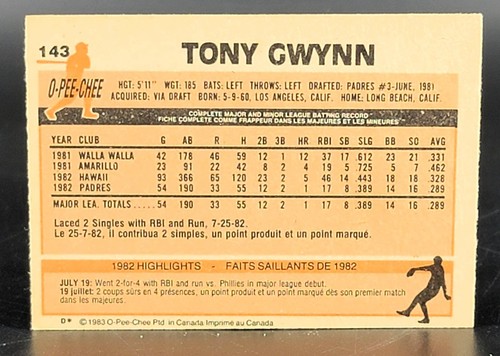 143
TONY GWYNN
O-PEE-CHEE
HGT: 5'11" WGT: 185 BATS: LEFT THROWS: LEFT DRAFTED: PADRES #3-JUNE, 1981
ACQUIRED: VIA DRAFT BORN: 5-9-60, LOS ANGELES, CALIF. HOME: LONG BEACH, CALIF.
COMPLETE MAJOR AND MINOR LEAGUE BATTING RECORD
FICHE COMPLETE COMME FRAPPEUR DANS LES MAJEURES ET LES MINEURES
YEAR CLUB G AB R H 2B 3B HR RBI SB SLG BB SO AVG
1981 WALLA WALLA 42 178 46 59 12 1 12 37 17 .612 23 21 .331
1981 AMARILLO 23 91 22 42 8 2 4 19 5 .725 5 7 .462
1982 HAWAII 93 366 65 120 23 2 5 46 14 .443 18 18 .328
1982 PADRES 54 190 33 55 12 2 1 17 8 .389 14 16 .289
MAJOR LEA. TOTALS..... 54 190 33 55 12 2 1 17 8 .389 14 16 .289
Laced 2 Singles with RBI and Run, 7-25-82.
Le 25-7-82, il contribua 2 simples, un point produit et un point marqué.
1982 HIGHLIGHTS - FAITS SAILLANTS DE 1982
JULY 19: Went 2-for-4 with RBI and run vs. Phillies in major league debut.
19 juillet: 2 coups sûrs en 4 présences, un point produit et un point marqué dès son premier match
dans les majeures.
D* © 1983 O-Pee-Chee Ptd in Canada Imprimé au Canada